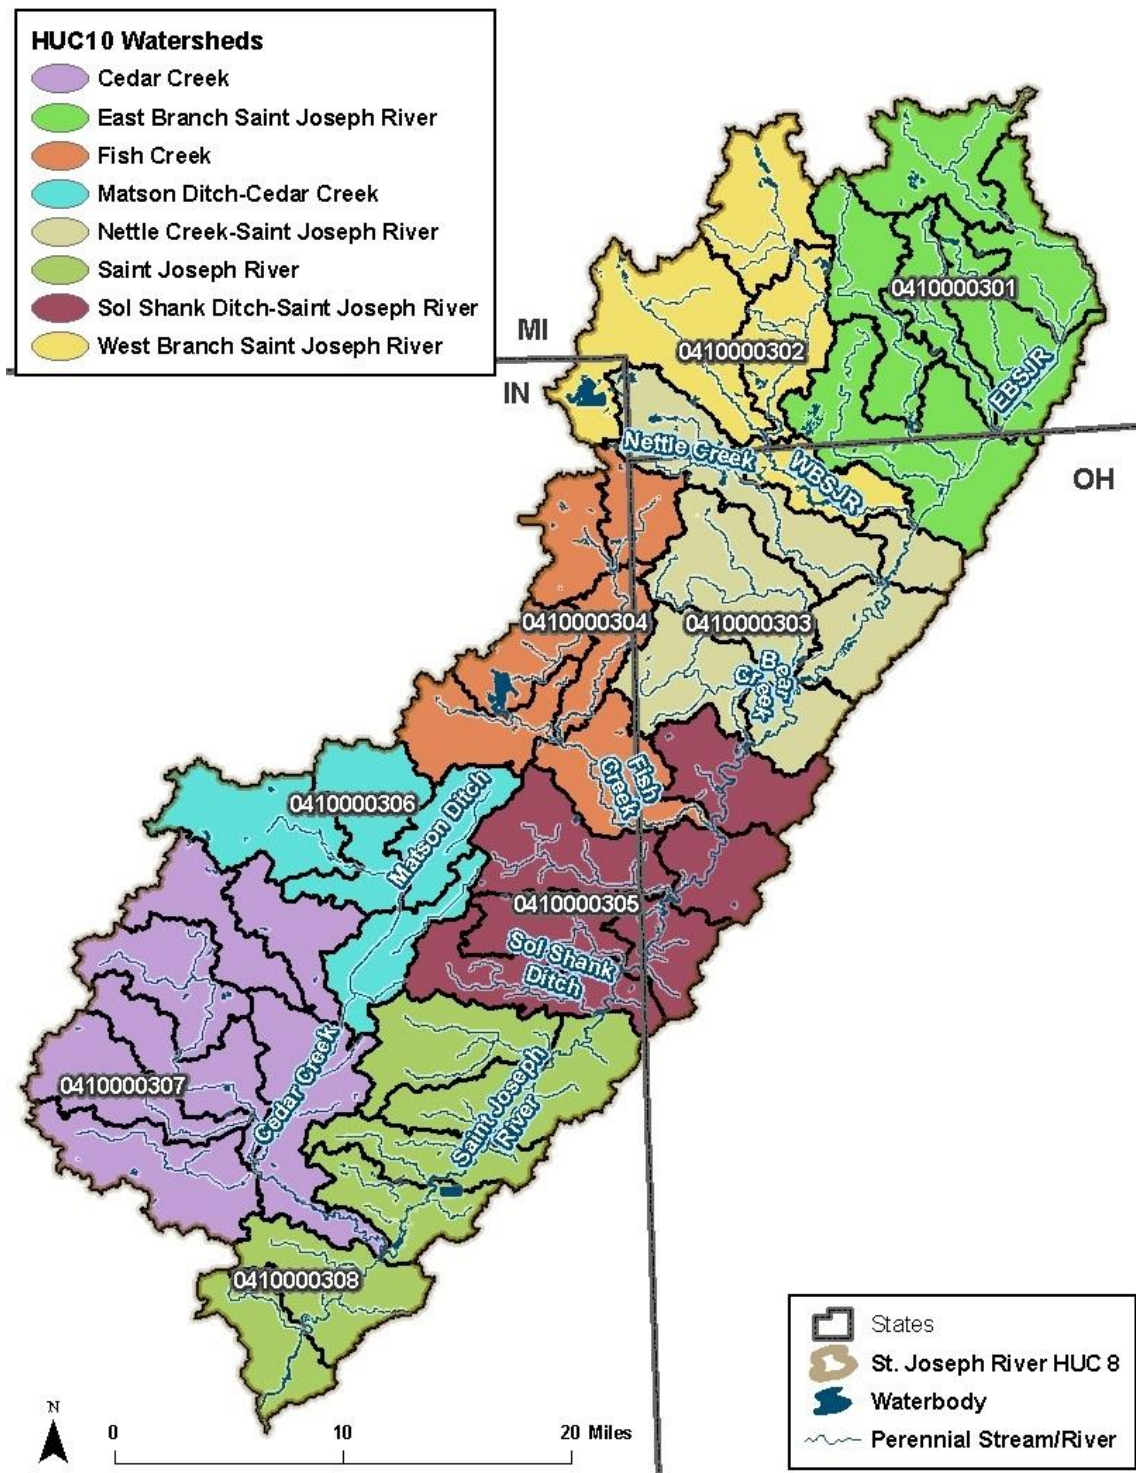 HUC10 Watersheds
Cedar Creek
East Branch Saint Joseph River
Fish Creek
Matson Ditch-Cedar Creek
Nettle Creek-Saint Joseph River
Saint Joseph River
Sol Shank Ditch-Saint Joseph River
West Branch Saint Joseph River
MI
IN
OH
0410000301
0410000302
EBSJR
Nettle Creek
WBSJR
0410000304
0410000303
Bear
Creek
Fish
Creek
0410000306
Matson Ditch
0410000305
Sol Shank
Ditch
0410000307
Cedar Creek
Saint Joseph
River
0410000308
N
0 10 20 Miles
States
St. Joseph River HUC 8
Waterbody
Perennial Stream/River